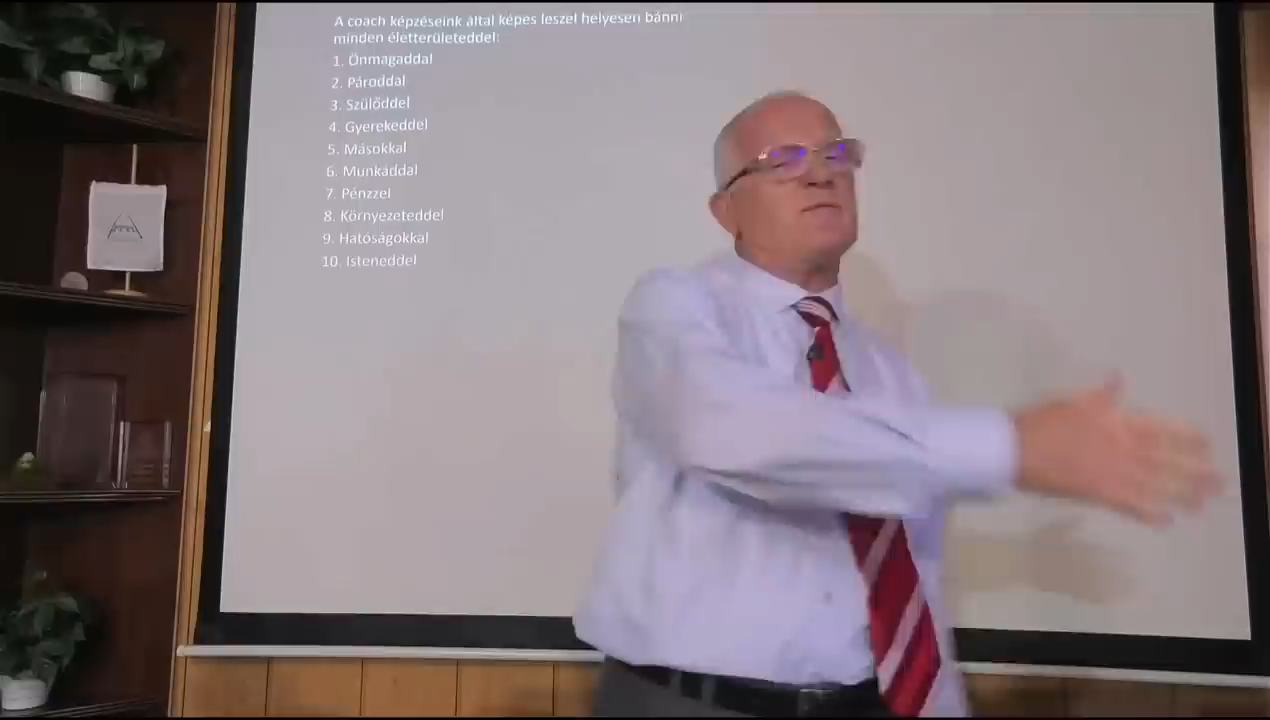 A coach képzéseink által képes leszel helyesen bánni
minden életterületeddel:
1. Önmagaddal
2. Pároddal
3. Szülőddel
4. Gyerekeddel
5. Másokkal
6. Munkáddal
7. Pénzzel
8. Környezeteddel
9. Hatóságokkal
10. Isteneddel